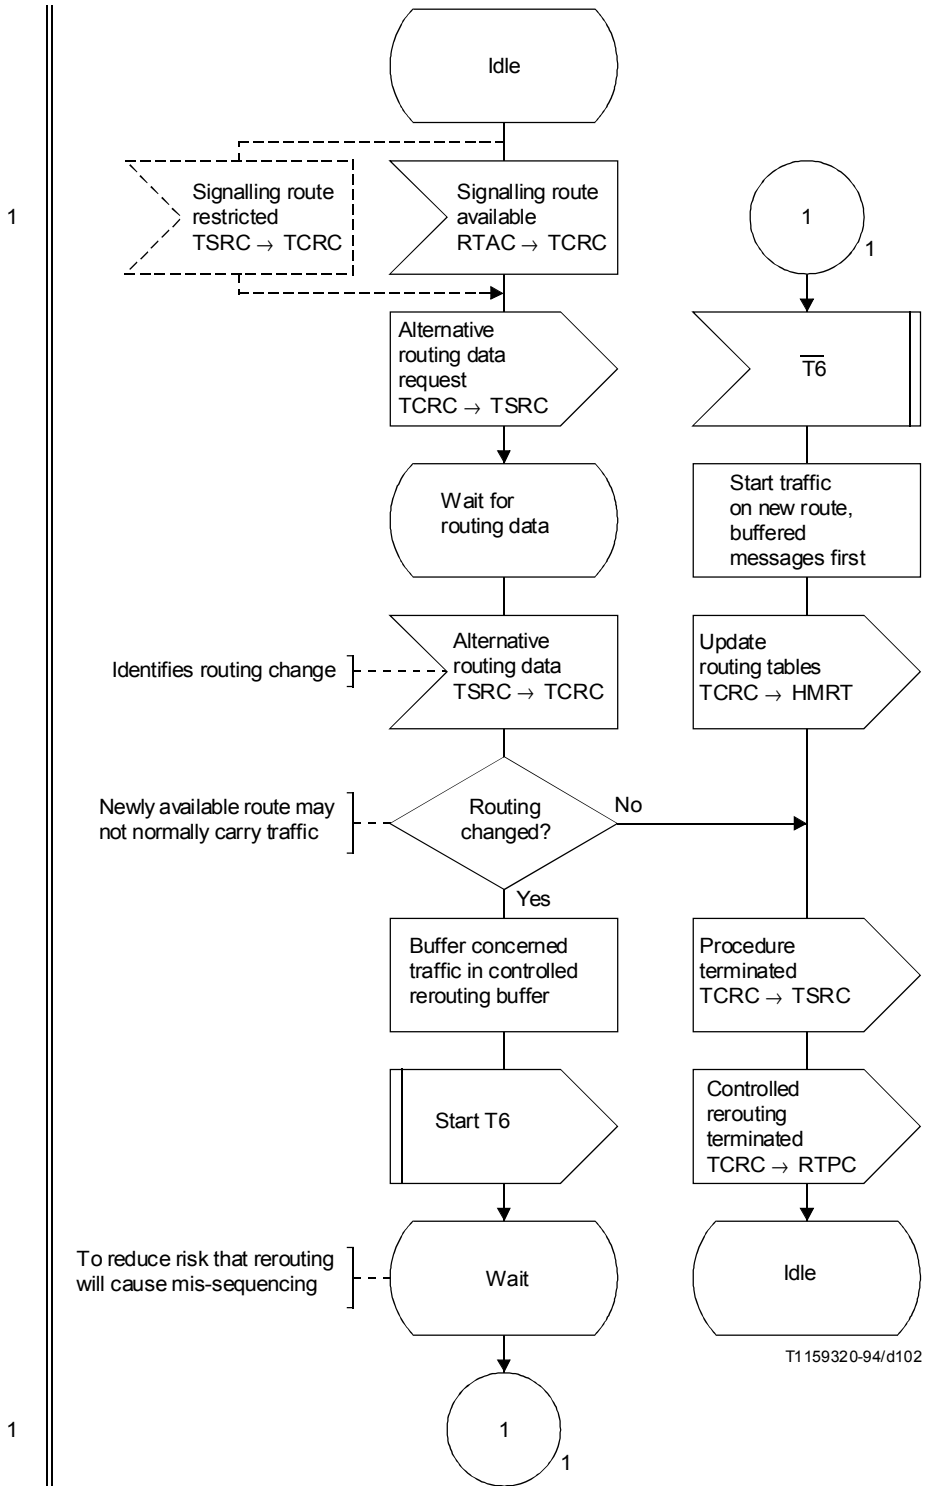 Idle
1
Signalling route
restricted
TSRC → TCRC
Signalling route
available
RTAC → TCRC
Alternative
routing data
request
TCRC → TSRC
Wait for
routing data
Identifies routing change
Alternative
routing data
TSRC → TCRC
Newly available route may
not normally carry traffic
Routing
changed?
No
Yes
Buffer concerned
traffic in controlled
rerouting buffer
Start T6
To reduce risk that rerouting
will cause mis-sequencing
Wait
1
1
1
1
1
T̅6̅
Start traffic
on new route,
buffered
messages first
Update
routing tables
TCRC → HMRT
Procedure
terminated
TCRC → TSRC
Controlled
rerouting
terminated
TCRC → RTPC
Idle
T1159320-94/d102